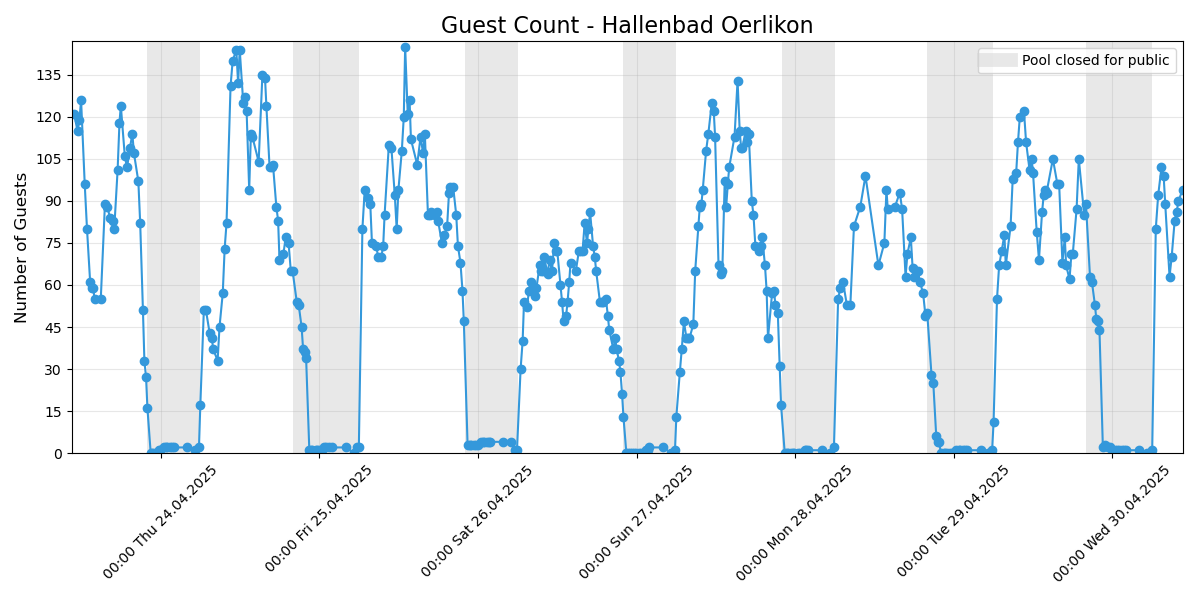 Guest Count - Hallenbad Oerlikon
Pool closed for public
Number of Guests
135
120
105
90
75
60
45
30
15
0
00:00 Thu 24.04.2025
00:00 Fri 25.04.2025
00:00 Sat 26.04.2025
00:00 Sun 27.04.2025
00:00 Mon 28.04.2025
00:00 Tue 29.04.2025
00:00 Wed 30.04.2025